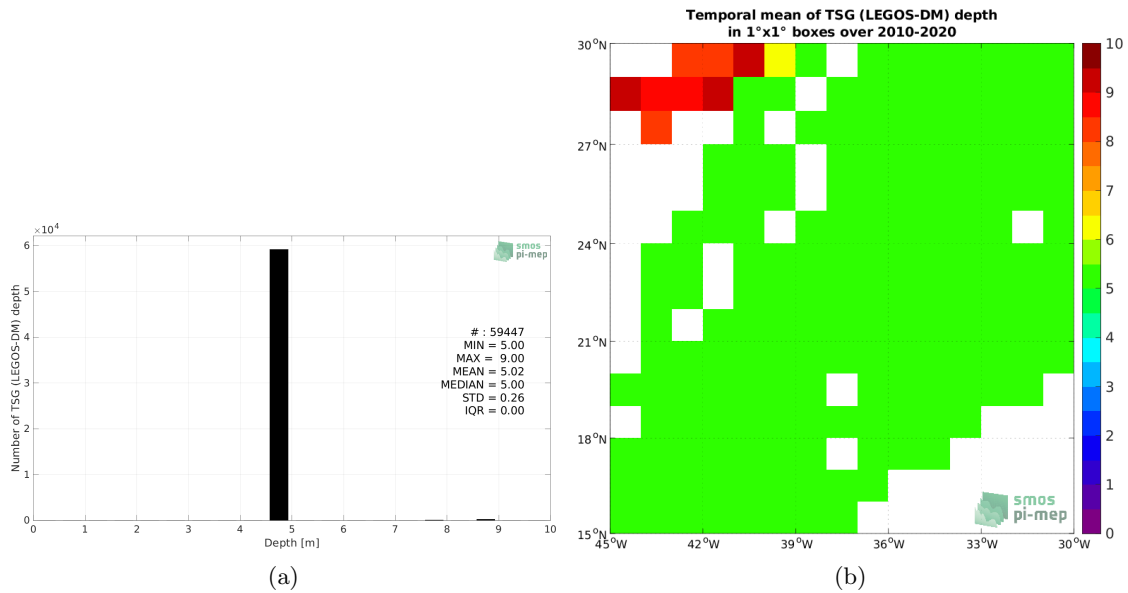 ×10⁴
6
5
4
3
2
1
0
Number of TSG (LEGOS-DM) depth
smos
pi-mep
# : 59447
MIN = 5.00
MAX = 9.00
MEAN = 5.02
MEDIAN = 5.00
STD = 0.26
IQR = 0.00
0 1 2 3 4 5 6 7 8 9 10
Depth [m]
(a)
Temporal mean of TSG (LEGOS-DM) depth
in 1°x1° boxes over 2010-2020
30°N
27°N
24°N
21°N
18°N
15°N
45°W 42°W 39°W 36°W 33°W 30°W
smos
pi-mep
10
9
8
7
6
5
4
3
2
1
0
(b)